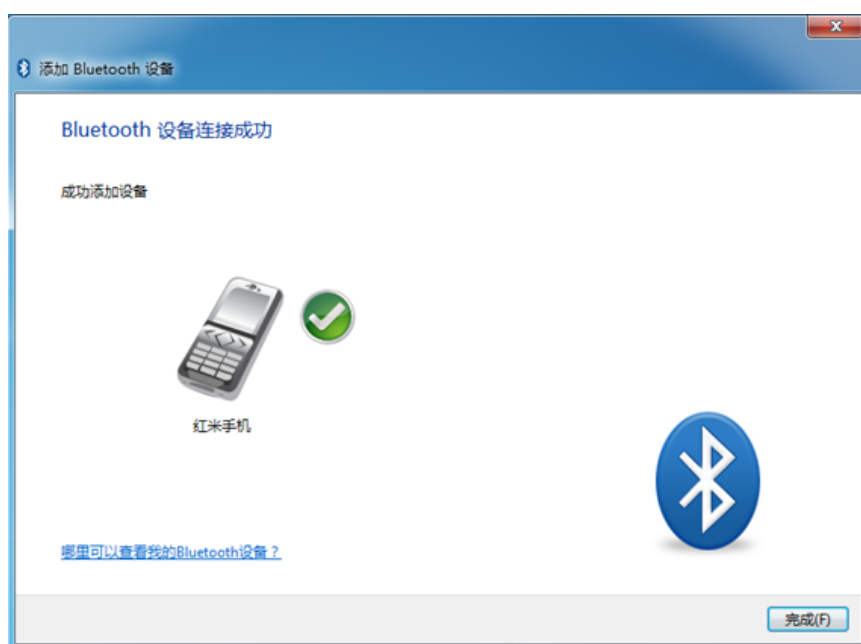 添加 Bluetooth 设备
Bluetooth 设备连接成功
成功添加设备
红米手机
哪里可以查看我的Bluetooth设备？
完成(F)